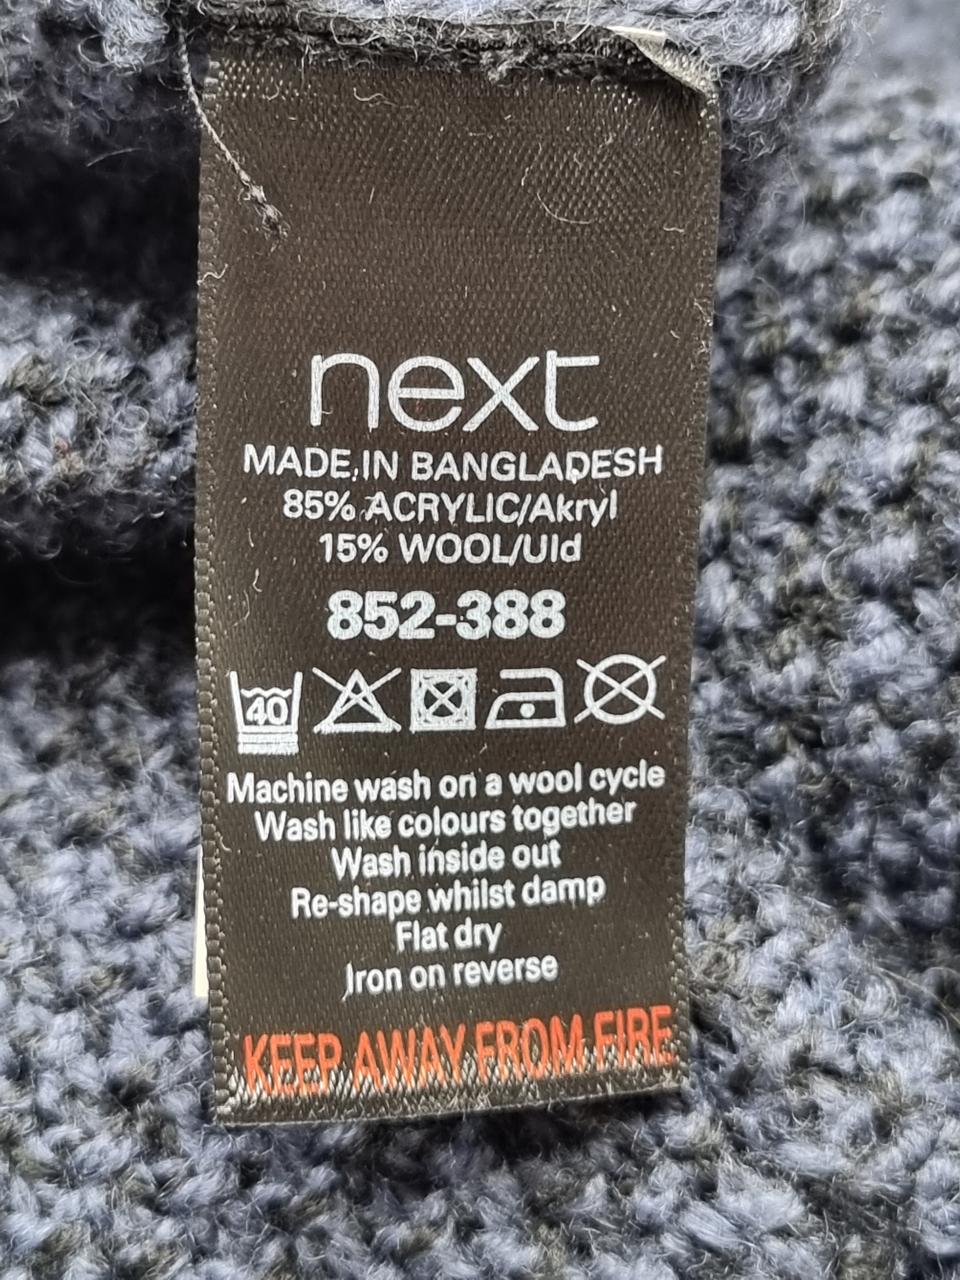 next
MADE IN BANGLADESH
85% ACRYLIC/Akryl
15% WOOL/Uld
852-388
40
Machine wash on a wool cycle
Wash like colours together
Wash inside out
Re-shape whilst damp
Flat dry
Iron on reverse
KEEP AWAY FROM FIRE